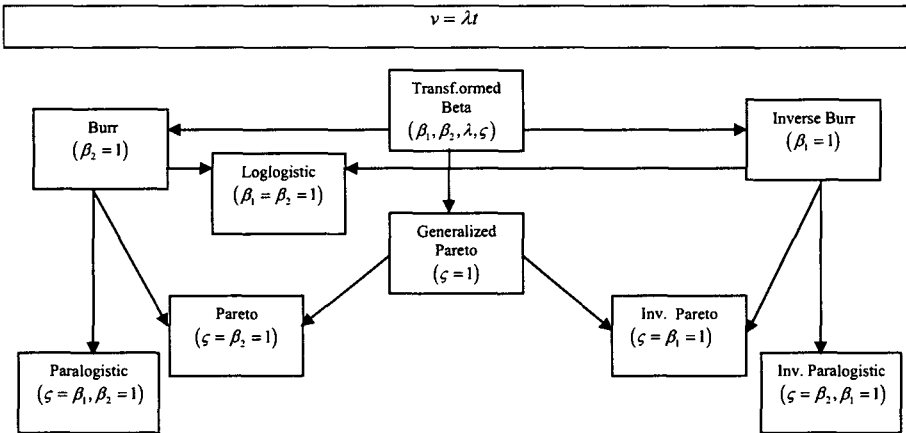 ν = λt
Transf.ormed
Beta
(β₁, β₂, λ, ς)
Burr
(β₂ = 1)
Inverse Burr
(β₁ = 1)
Loglogistic
(β₁ = β₂ = 1)
Generalized
Pareto
(ς = 1)
Pareto
(ς = β₂ = 1)
Inv. Pareto
(ς = β₁ = 1)
Paralogistic
(ς = β₁, β₂ = 1)
Inv. Paralogistic
(ς = β₂, β₁ = 1)